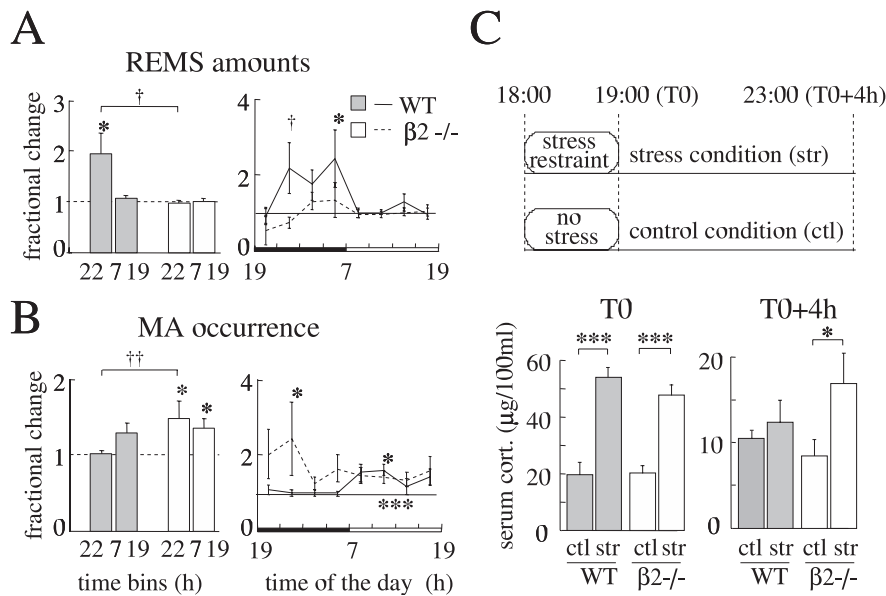 A
REMS amounts
fractional change
3
2
1
0
†
*
22 7 19 22 7 19
4
2
0
†
*
WT
β2 -/-
19 7 19
B
MA occurrence
fractional change
2
1
0
††
*
*
22 7 19 22 7 19
time bins (h)
4
2
0
*
*
***
19 7 19
time of the day (h)
C
18:00 19:00 (T0) 23:00 (T0+4h)
stress
restraint
stress condition (str)
no
stress
control condition (ctl)
T0
serum cort. (µg/100ml)
60
40
20
0
*** ***
ctl str ctl str
WT β2-/-
T0+4h
20
10
20
*
ctl str ctl str
WT β2-/-